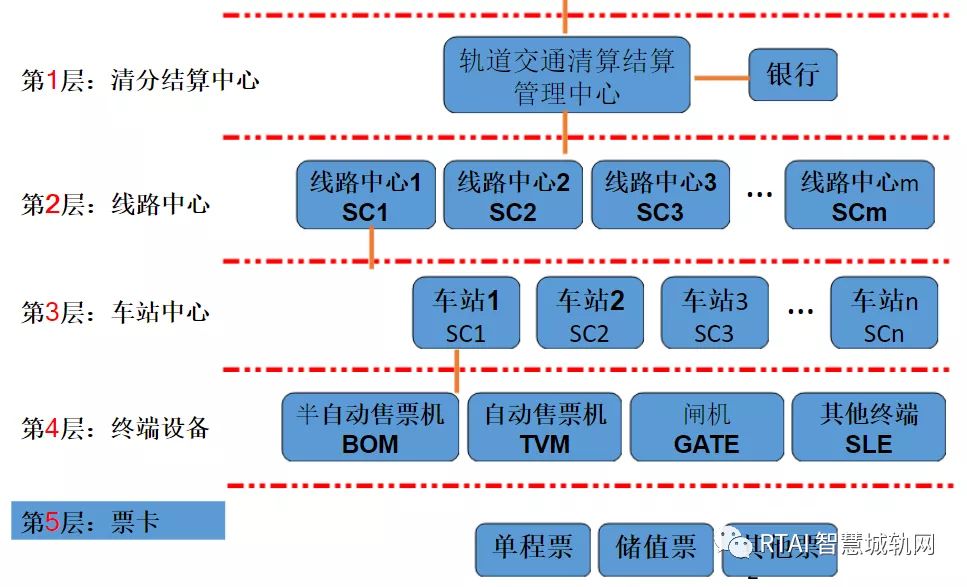 第1层：清分结算中心
轨道交通清算结算
管理中心
银行
第2层：线路中心
线路中心1
SC1
线路中心2
SC2
线路中心3
SC3
...
线路中心m
SCm
第3层：车站中心
车站1
SC1
车站2
SC2
车站3
SC3
...
车站n
SCn
第4层：终端设备
半自动售票机
BOM
自动售票机
TVM
闸机
GATE
其他终端
SLE
第5层：票卡
单程票
储值票
其他票
RTAI智慧城轨网